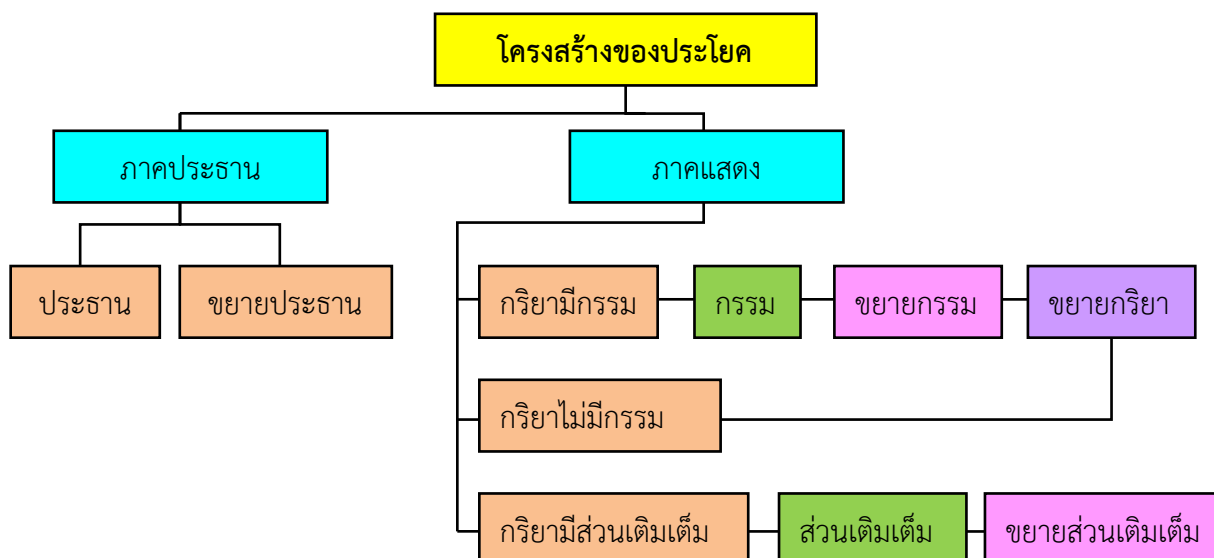 โครงสร้างของประโยค
ภาคประธาน
ภาคแสดง
ประธาน
ขยายประธาน
กริยามีกรรม
กรรม
ขยายกรรม
ขยายกริยา
กริยาไม่มีกรรม
กริยามีส่วนเติมเต็ม
ส่วนเติมเต็ม
ขยายส่วนเติมเต็ม